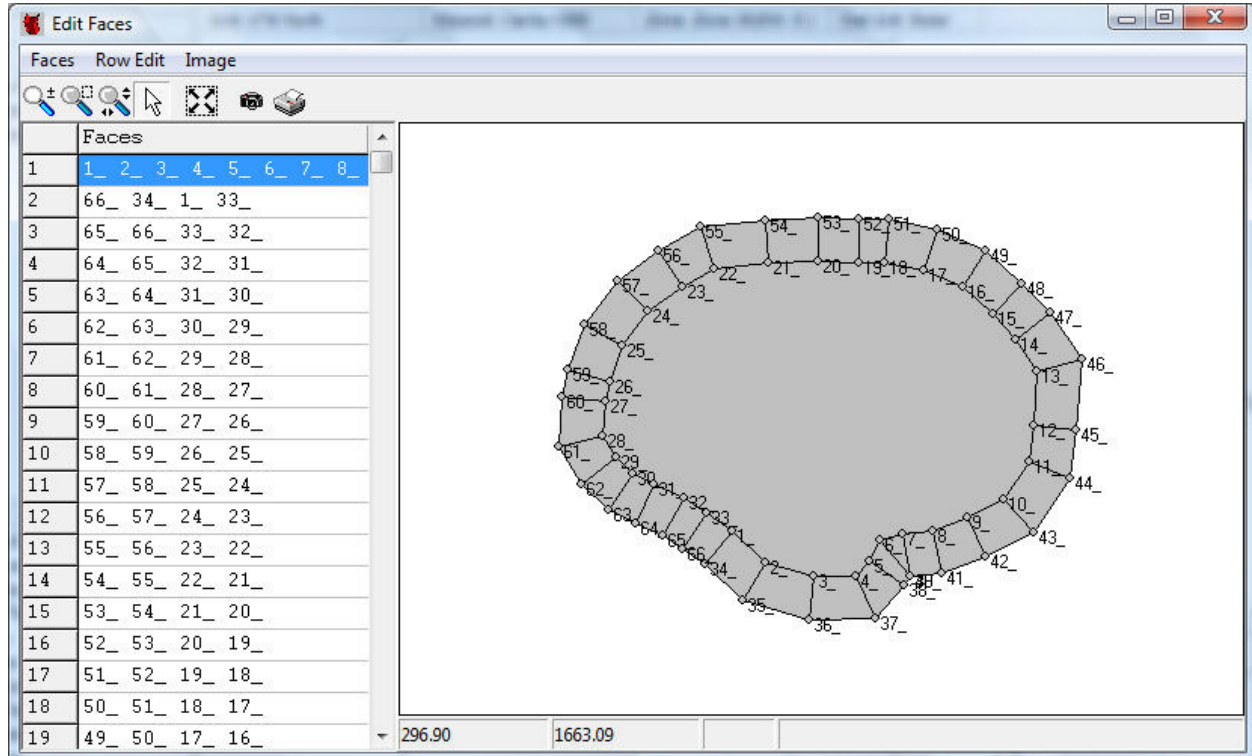 Edit Faces
Faces Row Edit Image
Faces
1 1_ 2_ 3_ 4_ 5_ 6_ 7_ 8_
2 66_ 34_ 1_ 33_
3 65_ 66_ 33_ 32_
4 64_ 65_ 32_ 31_
5 63_ 64_ 31_ 30_
6 62_ 63_ 30_ 29_
7 61_ 62_ 29_ 28_
8 60_ 61_ 28_ 27_
9 59_ 60_ 27_ 26_
10 58_ 59_ 26_ 25_
11 57_ 58_ 25_ 24_
12 56_ 57_ 24_ 23_
13 55_ 56_ 23_ 22_
14 54_ 55_ 22_ 21_
15 53_ 54_ 21_ 20_
16 52_ 53_ 20_ 19_
17 51_ 52_ 19_ 18_
18 50_ 51_ 18_ 17_
19 49_ 50_ 17_ 16_
55_ 54_ 53_ 52_ 51_ 50_
56_ 49_
22_ 21_ 20_ 19_ 18_ 17_
57_ 23_ 16_ 48_
24_ 15_ 47_
58_ 25_ 14_ 46_
59_ 26_ 13_
60_ 27_
61_ 28_ 12_ 45_
29_ 11_
62_ 30_ 31_ 44_
63_ 32_ 10_
64_ 33_ 9_ 43_
65_ 1_ 6_ 7_ 8_
66_ 42_
34_ 2_ 3_ 4_ 5_ 41_
35_ 38_
36_ 37_
296.90 1663.09